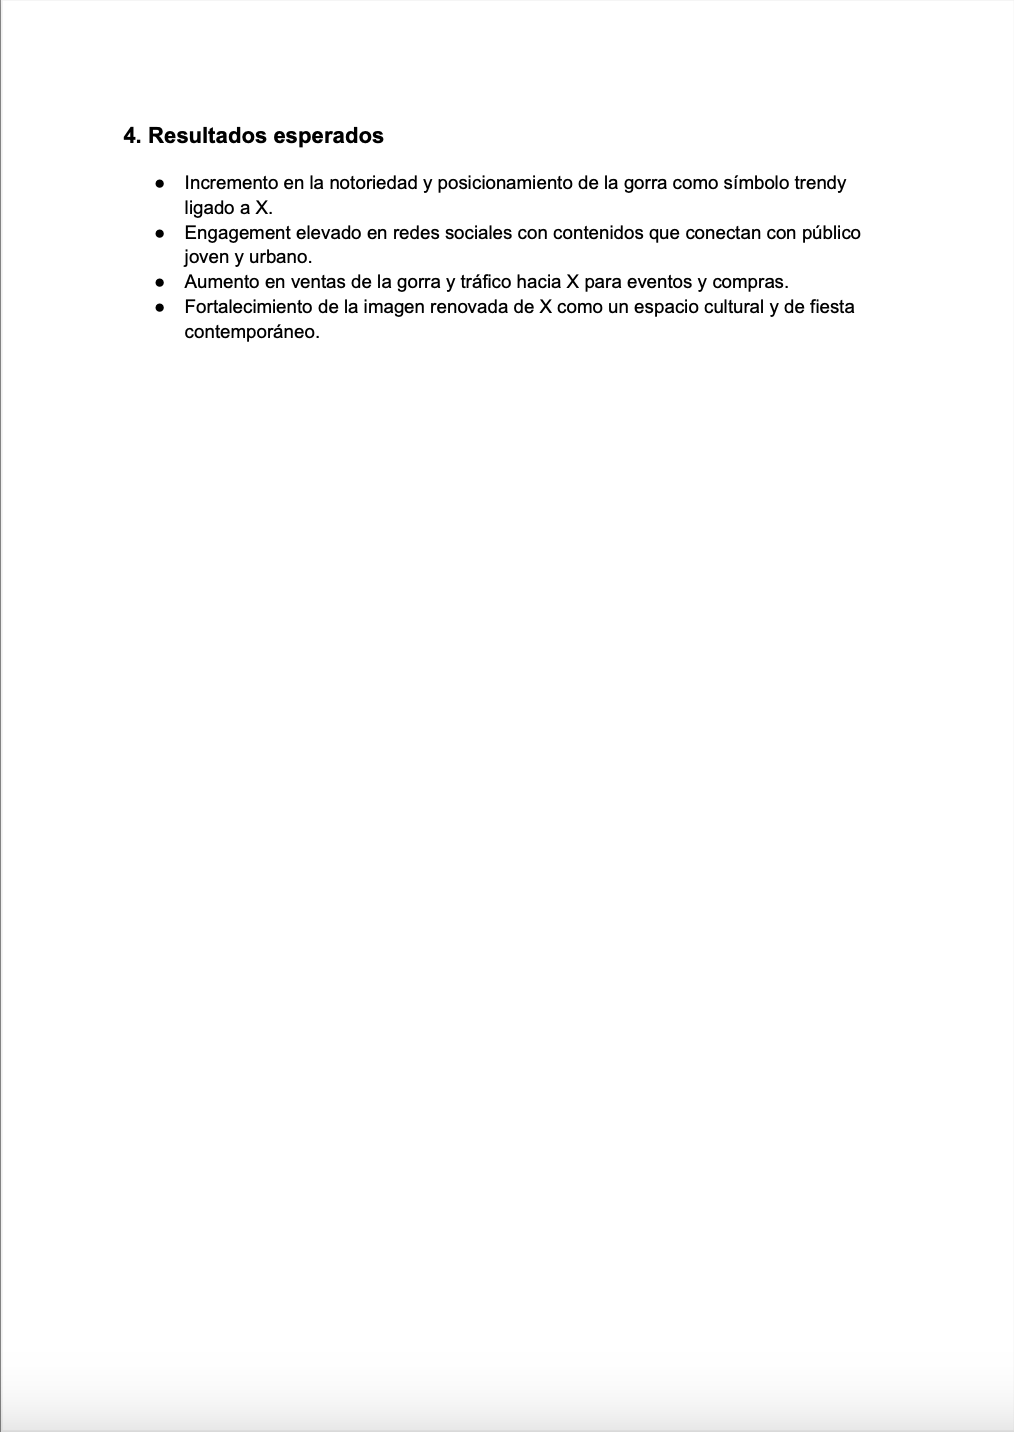 4. Resultados esperados
● Incremento en la notoriedad y posicionamiento de la gorra como símbolo trendy
ligado a X.
● Engagement elevado en redes sociales con contenidos que conectan con público
joven y urbano.
● Aumento en ventas de la gorra y tráfico hacia X para eventos y compras.
● Fortalecimiento de la imagen renovada de X como un espacio cultural y de fiesta
contemporáneo.